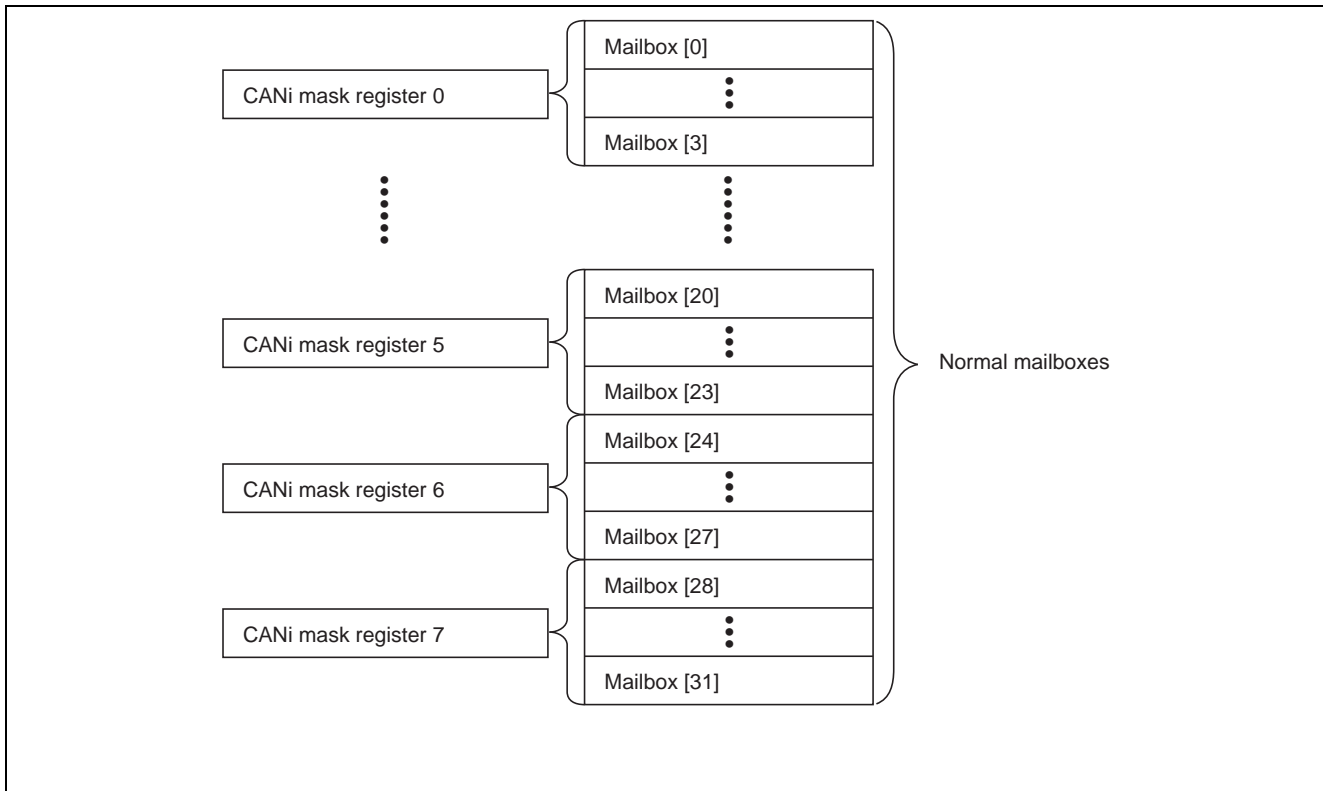 Mailbox [0]
CANi mask register 0
Mailbox [3]
Mailbox [20]
CANi mask register 5
Mailbox [23]
Normal mailboxes
Mailbox [24]
CANi mask register 6
Mailbox [27]
Mailbox [28]
CANi mask register 7
Mailbox [31]